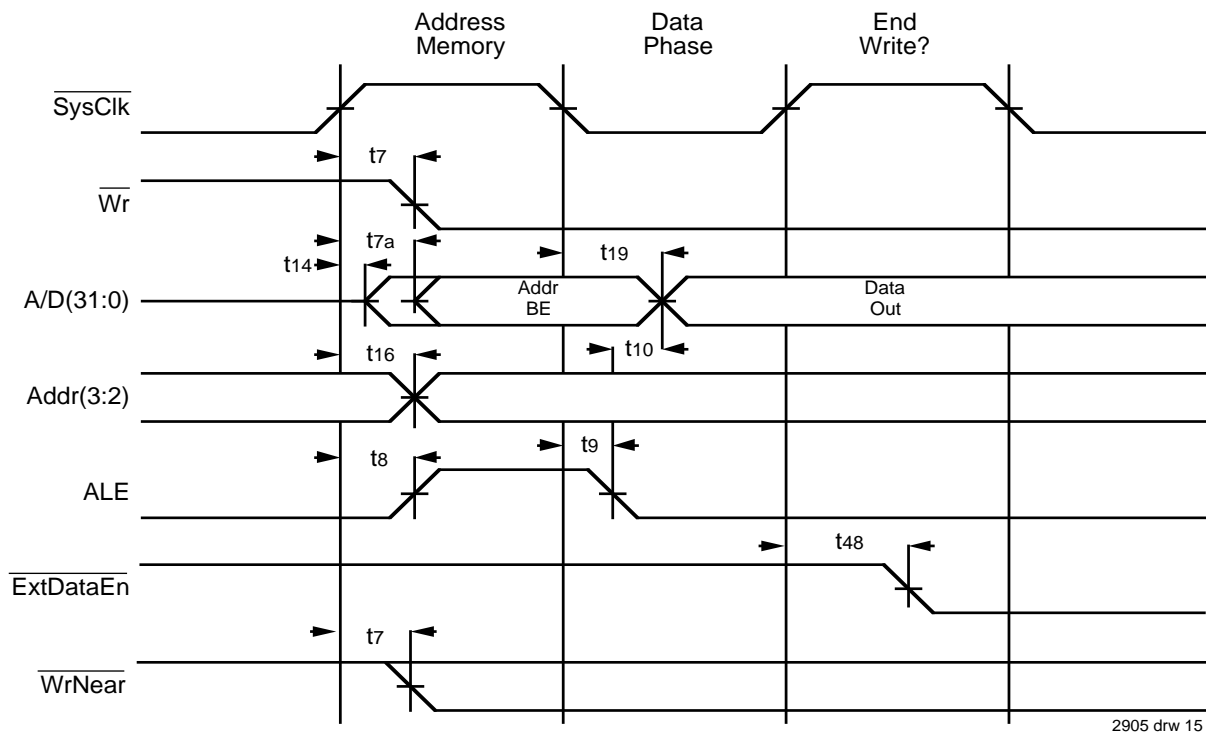 Address
Memory
Data
Phase
End
Write?
SysClk
t7
Wr
t7a
t14
t19
A/D(31:0)
Addr
BE
Data
Out
t10
t16
Addr(3:2)
t9
t8
ALE
t48
ExtDataEn
t7
WrNear
2905 drw 15